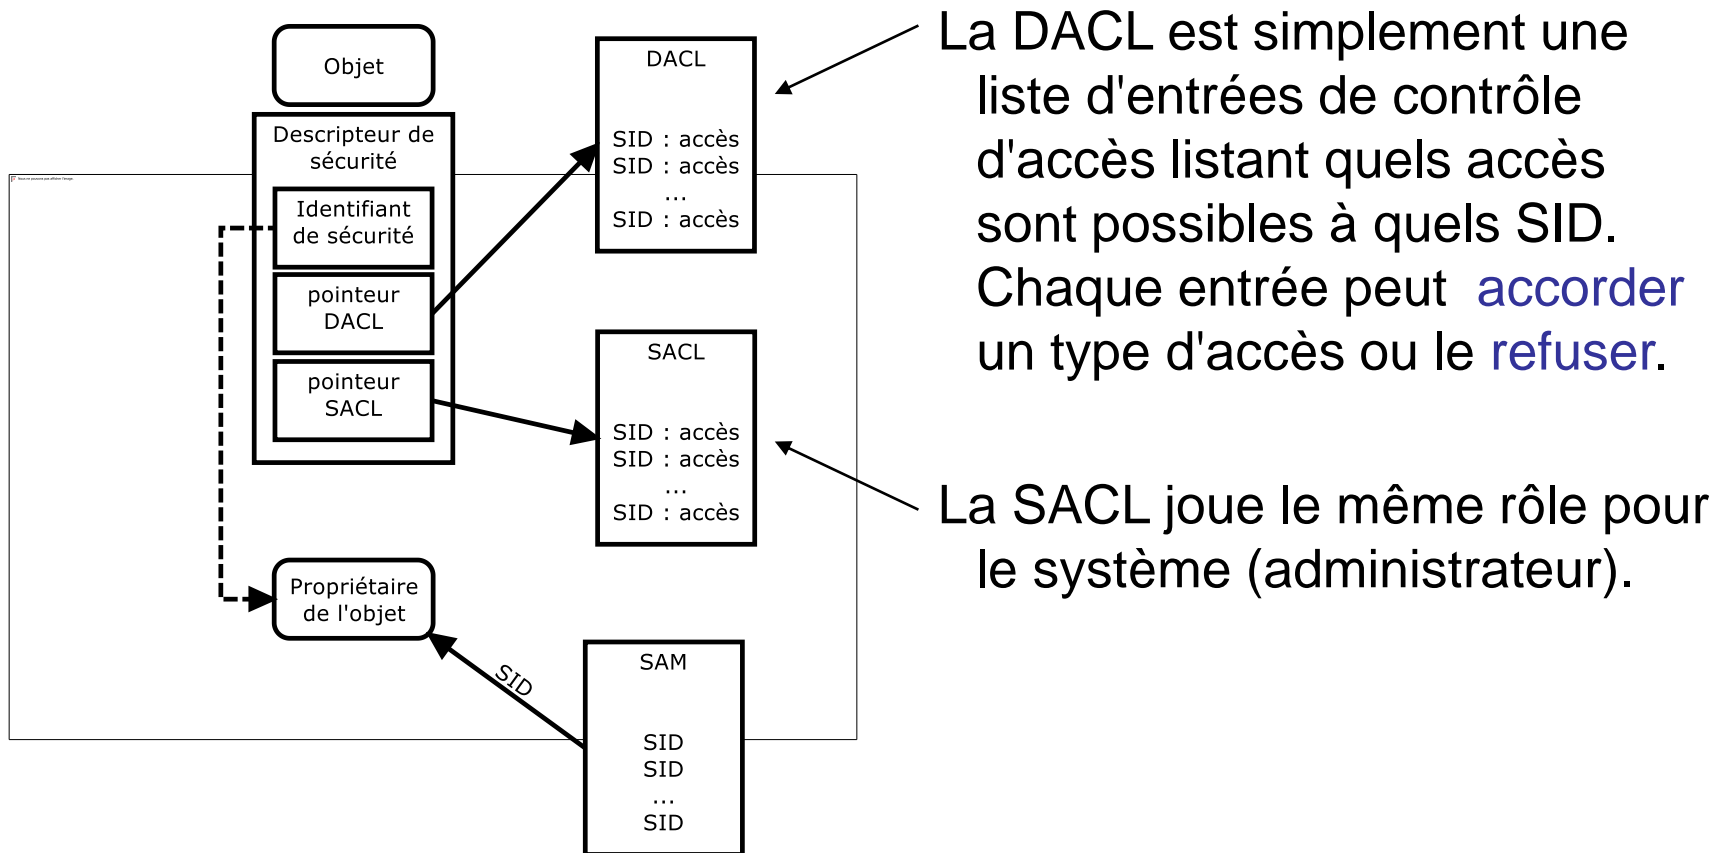 Objet
Descripteur de
sécurité
Identifiant
de sécurité
pointeur
DACL
pointeur
SACL
Propriétaire
de l'objet
DACL
SID : accès
SID : accès
...
SID : accès
SACL
SID : accès
SID : accès
...
SID : accès
SID
SAM
SID
SID
...
SID
La DACL est simplement une
liste d'entrées de contrôle
d'accès listant quels accès
sont possibles à quels SID.
Chaque entrée peut accorder
un type d'accès ou le refuser.
La SACL joue le même rôle pour
le système (administrateur).